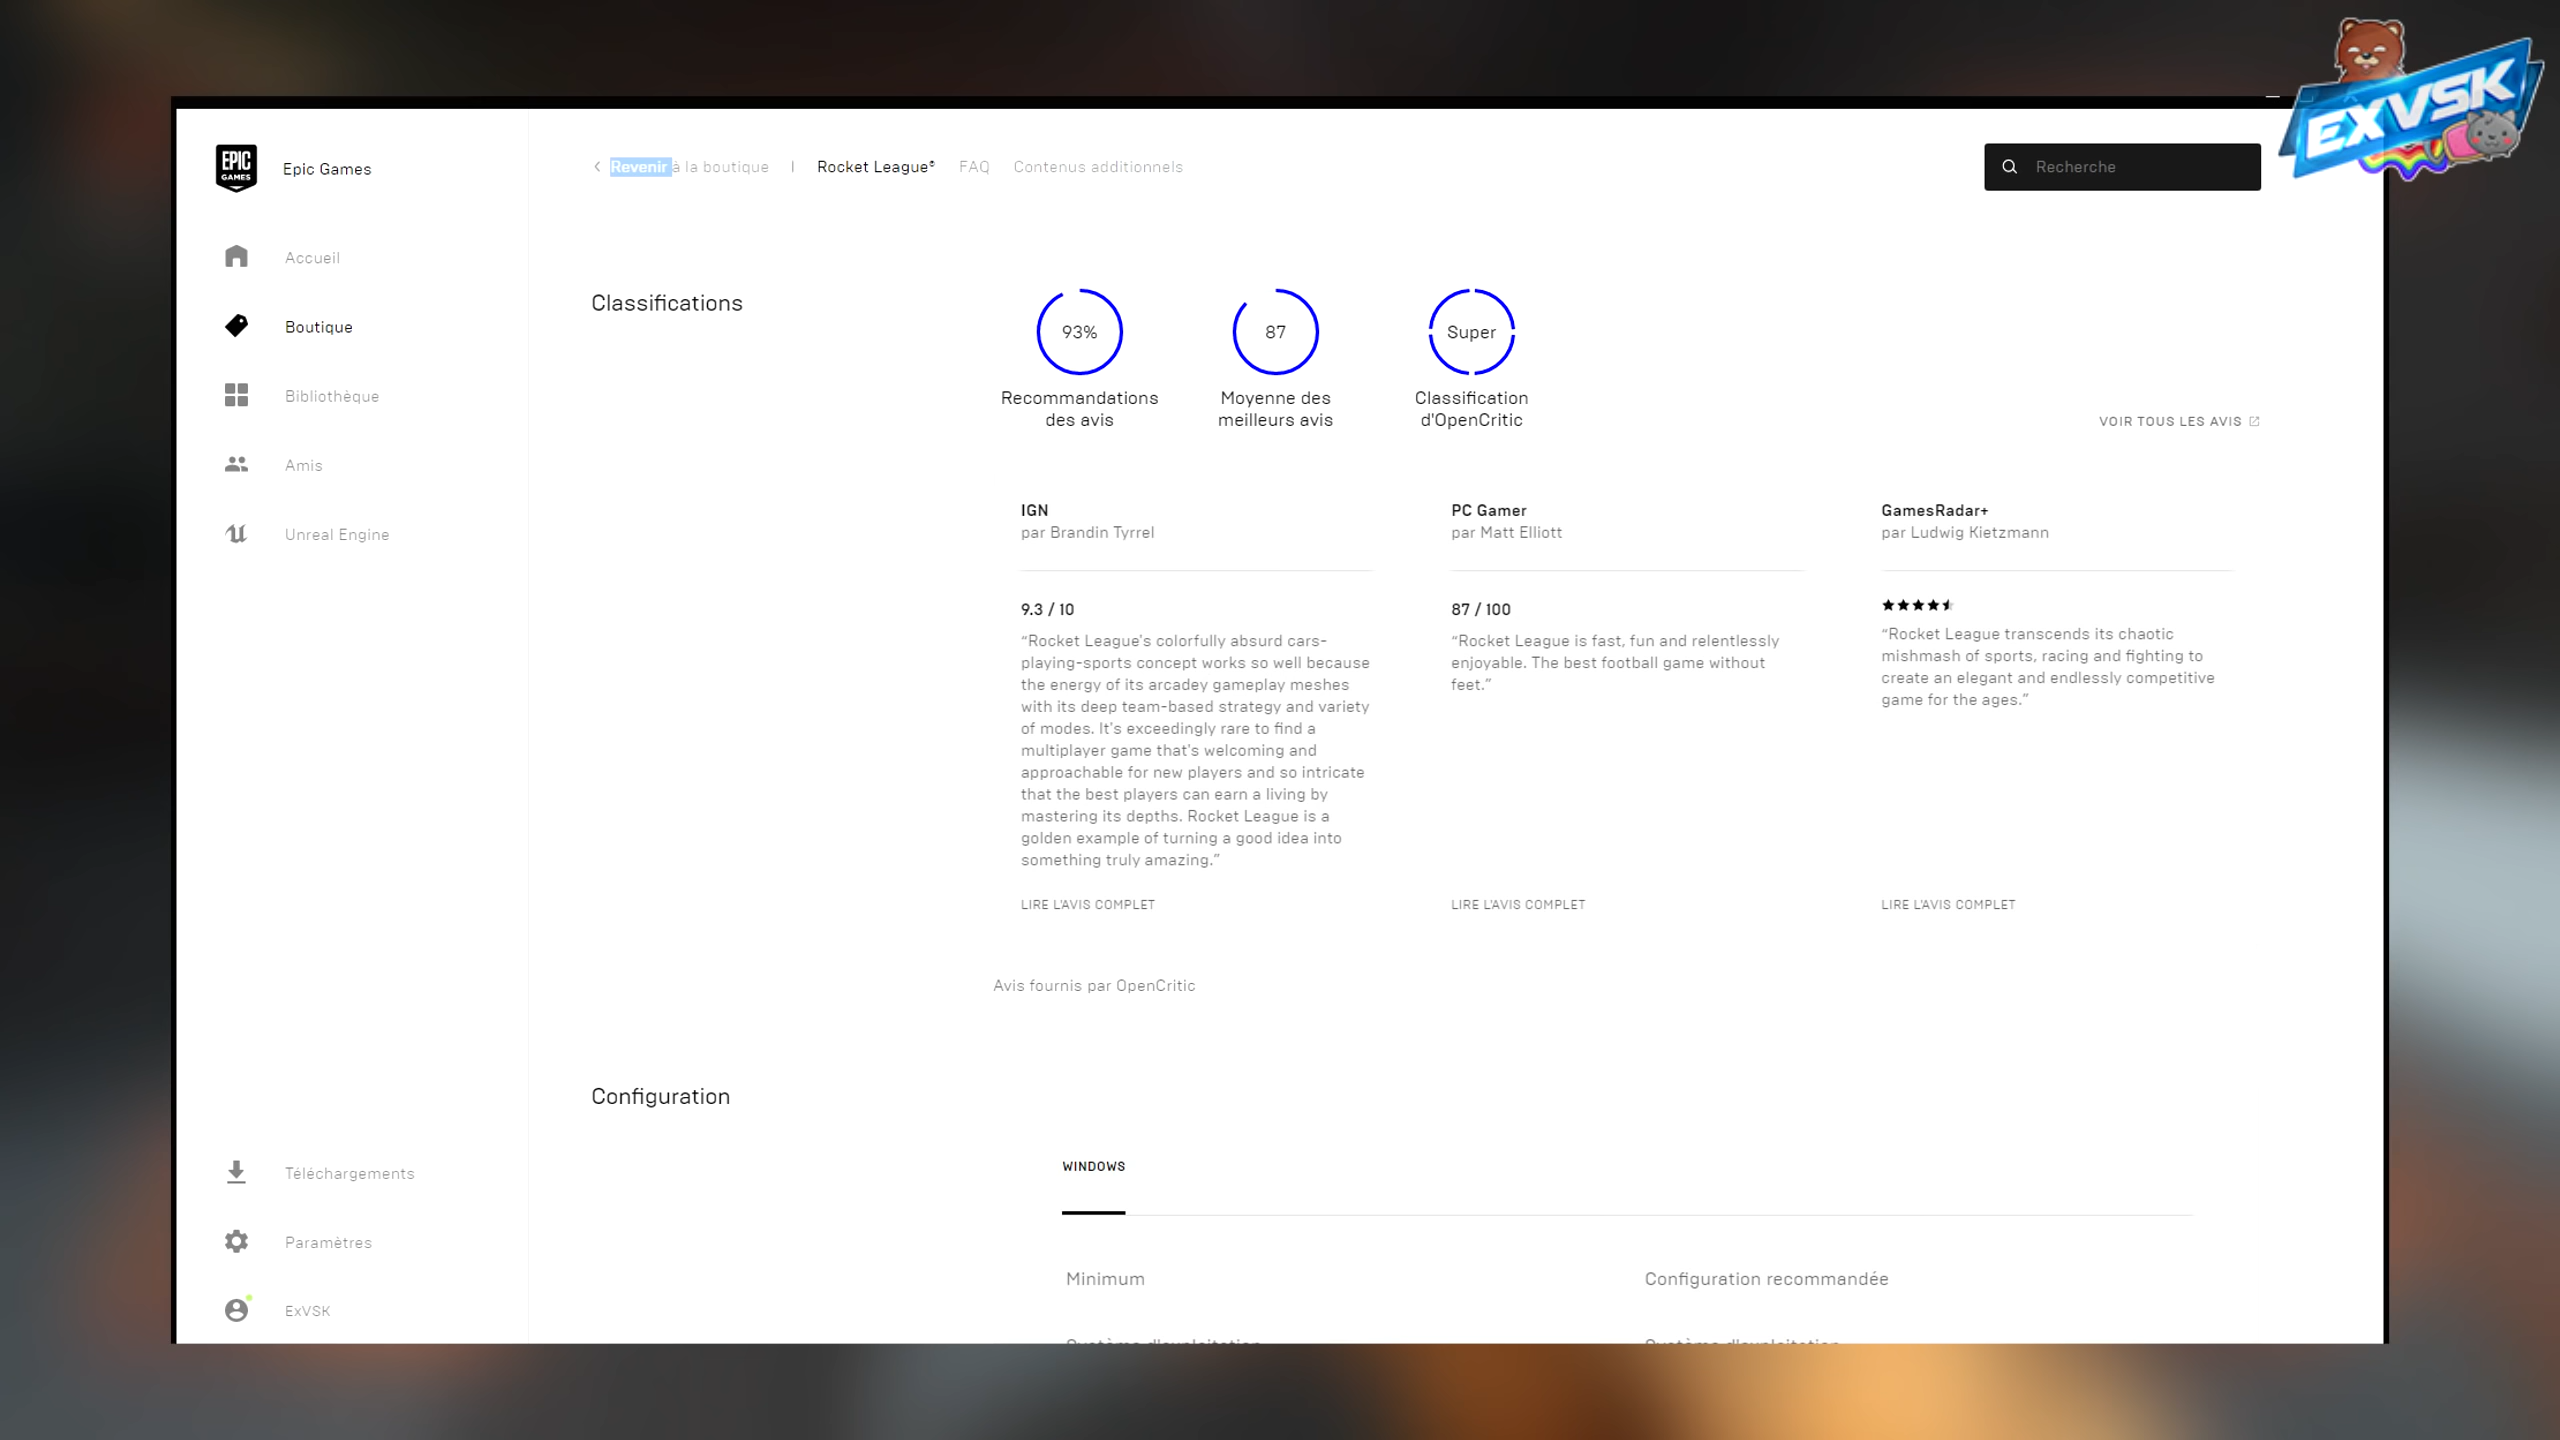 EXVSK
EPIC
GAMES
Epic Games
Revenir à la boutique
Rocket League®
FAQ
Contenus additionnels
Recherche
Accueil
Boutique
Bibliothèque
Amis
Unreal Engine
Téléchargements
Paramètres
ExVSK
Classifications
93%
Recommandations
des avis
87
Moyenne des
meilleurs avis
Super
Classification
d'OpenCritic
VOIR TOUS LES AVIS
IGN
par Brandin Tyrrel
9.3 / 10
“Rocket League's colorfully absurd cars-
playing-sports concept works so well because
the energy of its arcadey gameplay meshes
with its deep team-based strategy and variety
of modes. It's exceedingly rare to find a
multiplayer game that's welcoming and
approachable for new players and so intricate
that the best players can earn a living by
mastering its depths. Rocket League is a
golden example of turning a good idea into
something truly amazing.”
LIRE L'AVIS COMPLET
PC Gamer
par Matt Elliott
87 / 100
“Rocket League is fast, fun and relentlessly
enjoyable. The best football game without
feet.”
LIRE L'AVIS COMPLET
GamesRadar+
par Ludwig Kietzmann
“Rocket League transcends its chaotic
mishmash of sports, racing and fighting to
create an elegant and endlessly competitive
game for the ages.”
LIRE L'AVIS COMPLET
Avis fournis par OpenCritic
Configuration
WINDOWS
Minimum
Configuration recommandée
Système d'exploitation
Système d'exploitation